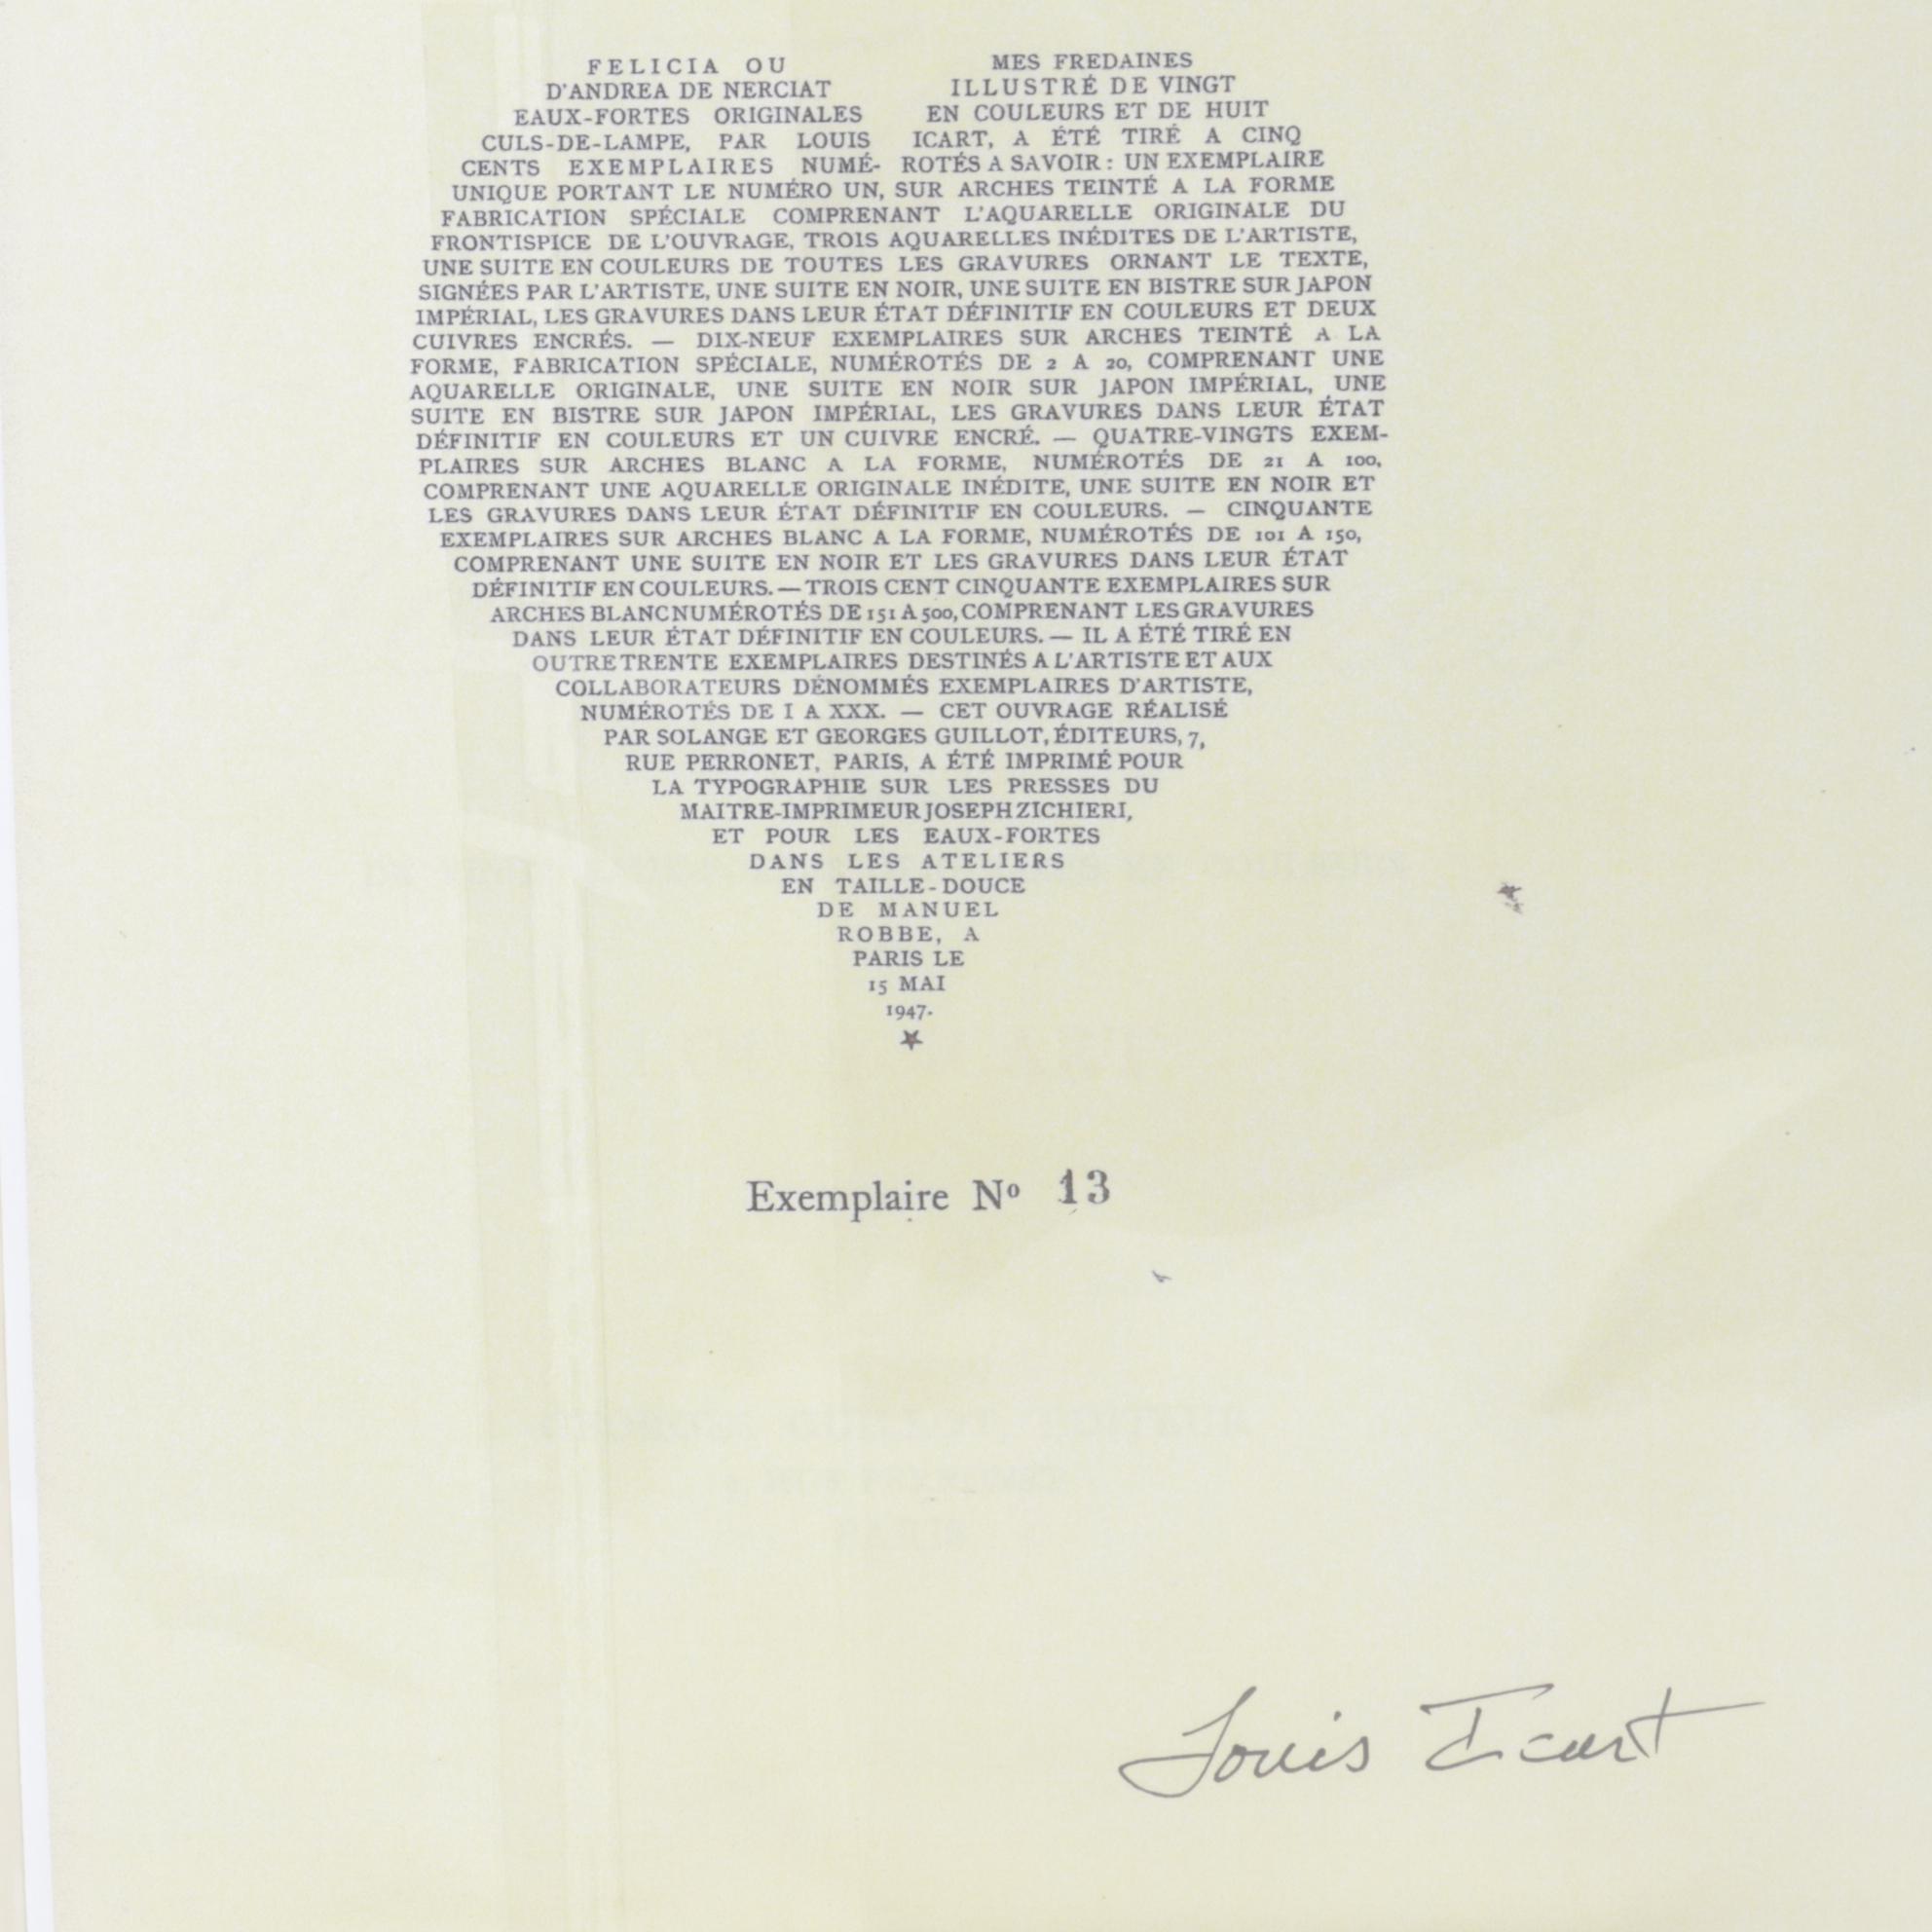 FELICIA OU MES FREDAINES
D'ANDREA DE NERCIAT ILLUSTRÉ DE VINGT
EAUX-FORTES ORIGINALES EN COULEURS ET DE HUIT
CULS-DE-LAMPE, PAR LOUIS ICART, A ÉTÉ TIRÉ A CINQ
CENTS EXEMPLAIRES NUMÉ- ROTÉS A SAVOIR : UN EXEMPLAIRE
UNIQUE PORTANT LE NUMÉRO UN, SUR ARCHES TEINTÉ A LA FORME
FABRICATION SPÉCIALE COMPRENANT L'AQUARELLE ORIGINALE DU
FRONTISPICE DE L'OUVRAGE, TROIS AQUARELLES INÉDITES DE L'ARTISTE,
UNE SUITE EN COULEURS DE TOUTES LES GRAVURES ORNANT LE TEXTE,
SIGNÉES PAR L'ARTISTE, UNE SUITE EN NOIR, UNE SUITE EN BISTRE SUR JAPON
IMPÉRIAL, LES GRAVURES DANS LEUR ÉTAT DÉFINITIF EN COULEURS ET DEUX
CUIVRES ENCRÉS. — DIX-NEUF EXEMPLAIRES SUR ARCHES TEINTÉ A LA
FORME, FABRICATION SPÉCIALE, NUMÉROTÉS DE 2 A 20, COMPRENANT UNE
AQUARELLE ORIGINALE, UNE SUITE EN NOIR SUR JAPON IMPÉRIAL, UNE
SUITE EN BISTRE SUR JAPON IMPÉRIAL, LES GRAVURES DANS LEUR ÉTAT
DÉFINITIF EN COULEURS ET UN CUIVRE ENCRÉ. — QUATRE-VINGTS EXEM-
PLAIRES SUR ARCHES BLANC A LA FORME, NUMÉROTÉS DE 21 A 100,
COMPRENANT UNE AQUARELLE ORIGINALE INÉDITE, UNE SUITE EN NOIR ET
LES GRAVURES DANS LEUR ÉTAT DÉFINITIF EN COULEURS. — CINQUANTE
EXEMPLAIRES SUR ARCHES BLANC A LA FORME, NUMÉROTÉS DE 101 A 150,
COMPRENANT UNE SUITE EN NOIR ET LES GRAVURES DANS LEUR ÉTAT
DÉFINITIF EN COULEURS. — TROIS CENT CINQUANTE EXEMPLAIRES SUR
ARCHES BLANC NUMÉROTÉS DE 151 A 500, COMPRENANT LES GRAVURES
DANS LEUR ÉTAT DÉFINITIF EN COULEURS. — IL A ÉTÉ TIRÉ EN
OUTRE TRENTE EXEMPLAIRES DESTINÉS A L'ARTISTE ET AUX
COLLABORATEURS DÉNOMMÉS EXEMPLAIRES D'ARTISTE,
NUMÉROTÉS DE I A XXX. — CET OUVRAGE RÉALISÉ
PAR SOLANGE ET GEORGES GUILLOT, ÉDITEURS, 7,
RUE PERRONET, PARIS, A ÉTÉ IMPRIMÉ POUR
LA TYPOGRAPHIE SUR LES PRESSES DU
MAITRE-IMPRIMEUR JOSEPH ZICHIERI,
ET POUR LES EAUX-FORTES
DANS LES ATELIERS
EN TAILLE-DOUCE
DE MANUEL
ROBBE, A
PARIS LE
15 MAI
1947.
Exemplaire Nº 13
Louis Icart